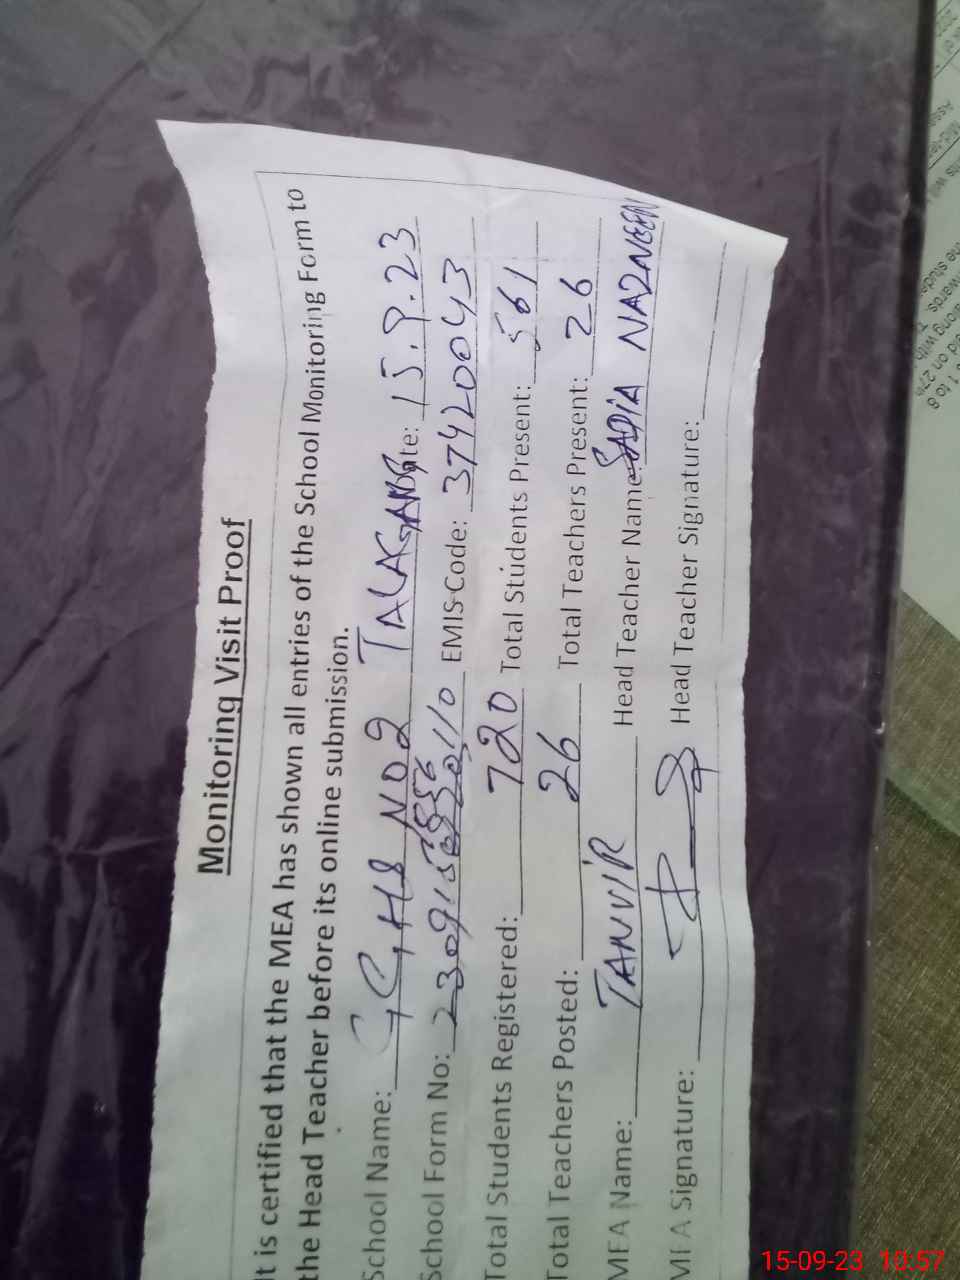 Monitoring Visit Proof
It is certified that the MEA has shown all entries of the School Monitoring Form to
the Head Teacher before its online submission.
School Name: GGHS NO 2 TALAGANG Date: 15.9.23
School Form No: EMIS Code: 37420043
Total Students Registered: 720 Total Students Present: 561
Total Teachers Posted: 26 Total Teachers Present: 26
MEA Name: TANVIR Head Teacher Name SADIA NAZNEEN
MEA Signature: Head Teacher Signature:
15-09-23 10:57